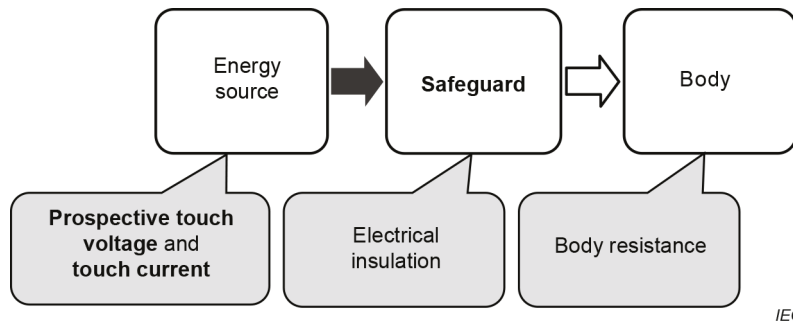 Energy
source
Safeguard
Body
Prospective touch
voltage and
touch current
Electrical
insulation
Body resistance